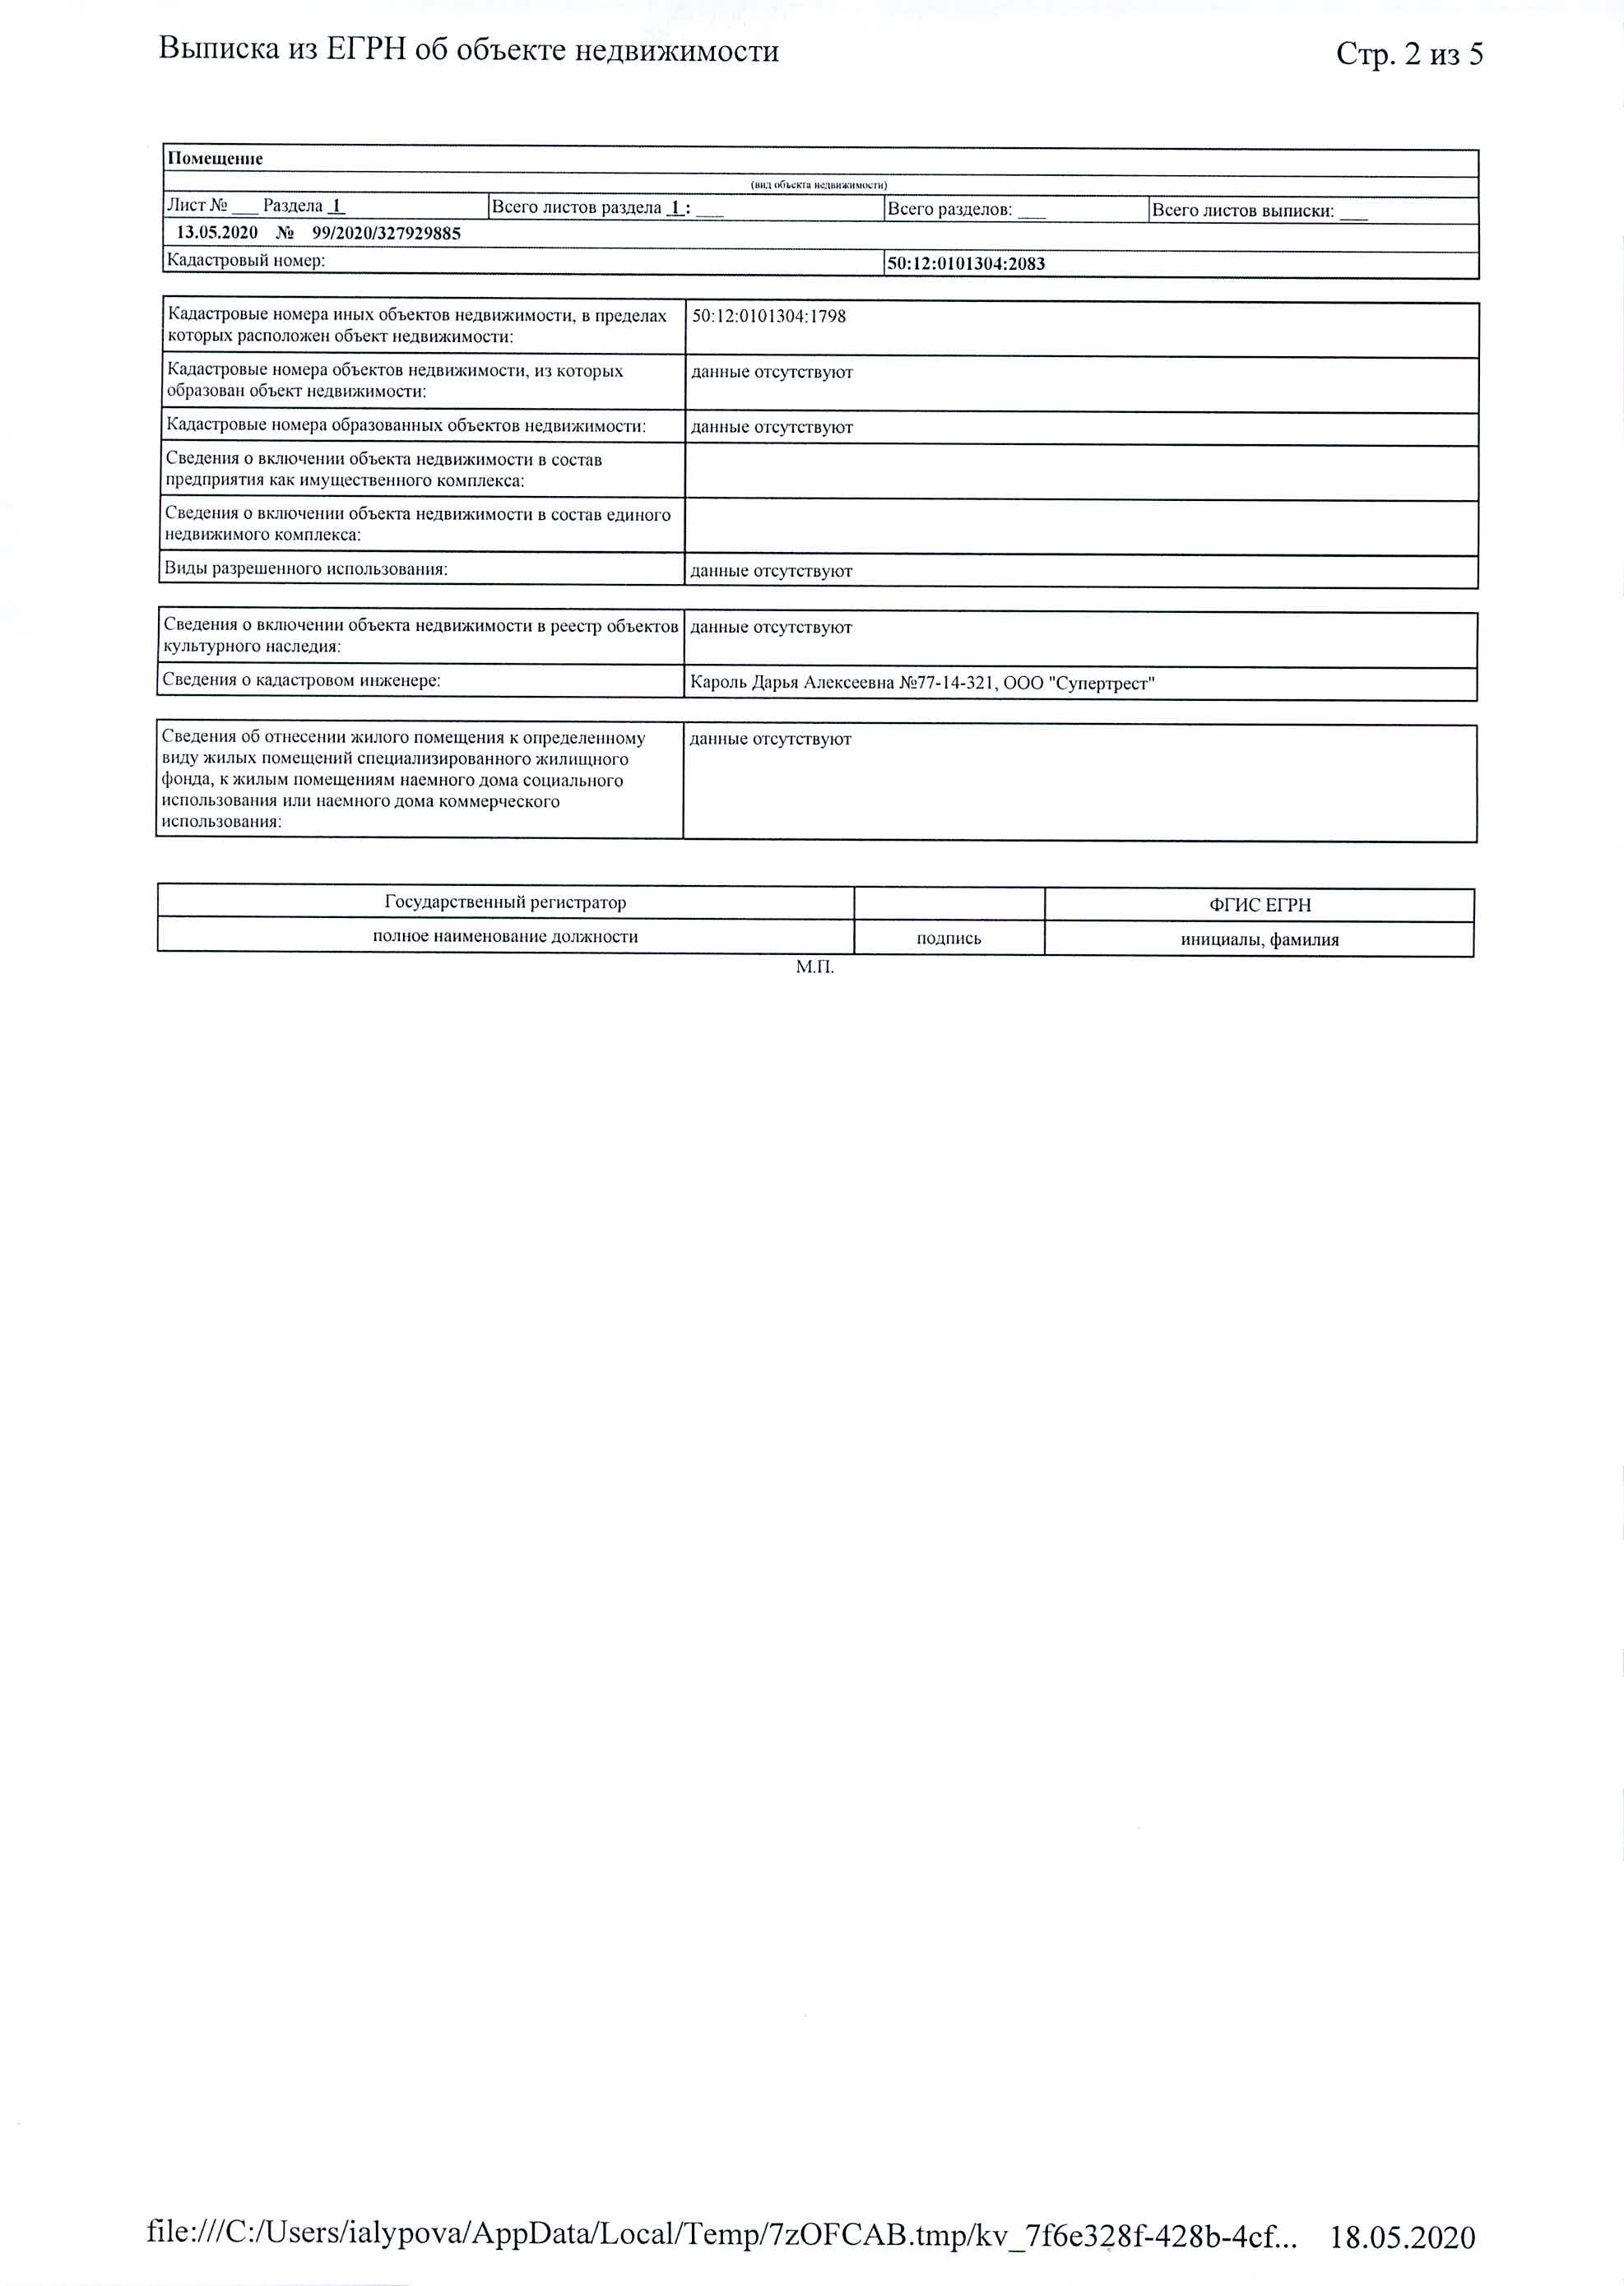 Выписка из ЕГРН об объекте недвижимости
Стр. 2 из 5
Помещение
(вид объекта недвижимости)
Лист № ___ Раздела 1
Всего листов раздела 1 : ___
Всего разделов: ___
Всего листов выписки: ___
13.05.2020 № 99/2020/327929885
Кадастровый номер:
50:12:0101304:2083
Кадастровые номера иных объектов недвижимости, в пределах
которых расположен объект недвижимости:
50:12:0101304:1798
Кадастровые номера объектов недвижимости, из которых
образован объект недвижимости:
данные отсутствуют
Кадастровые номера образованных объектов недвижимости:
данные отсутствуют
Сведения о включении объекта недвижимости в состав
предприятия как имущественного комплекса:
Сведения о включении объекта недвижимости в состав единого
недвижимого комплекса:
Виды разрешенного использования:
данные отсутствуют
Сведения о включении объекта недвижимости в реестр объектов
культурного наследия:
данные отсутствуют
Сведения о кадастровом инженере:
Кароль Дарья Алексеевна №77-14-321, ООО "Супертрест"
Сведения об отнесении жилого помещения к определенному
виду жилых помещений специализированного жилищного
фонда, к жилым помещениям наемного дома социального
использования или наемного дома коммерческого
использования:
данные отсутствуют
Государственный регистратор
ФГИС ЕГРН
полное наименование должности
подпись
инициалы, фамилия
М.П.
file:///C:/Users/ialypova/AppData/Local/Temp/7zOFCAB.tmp/kv_7f6e328f-428b-4cf...
18.05.2020